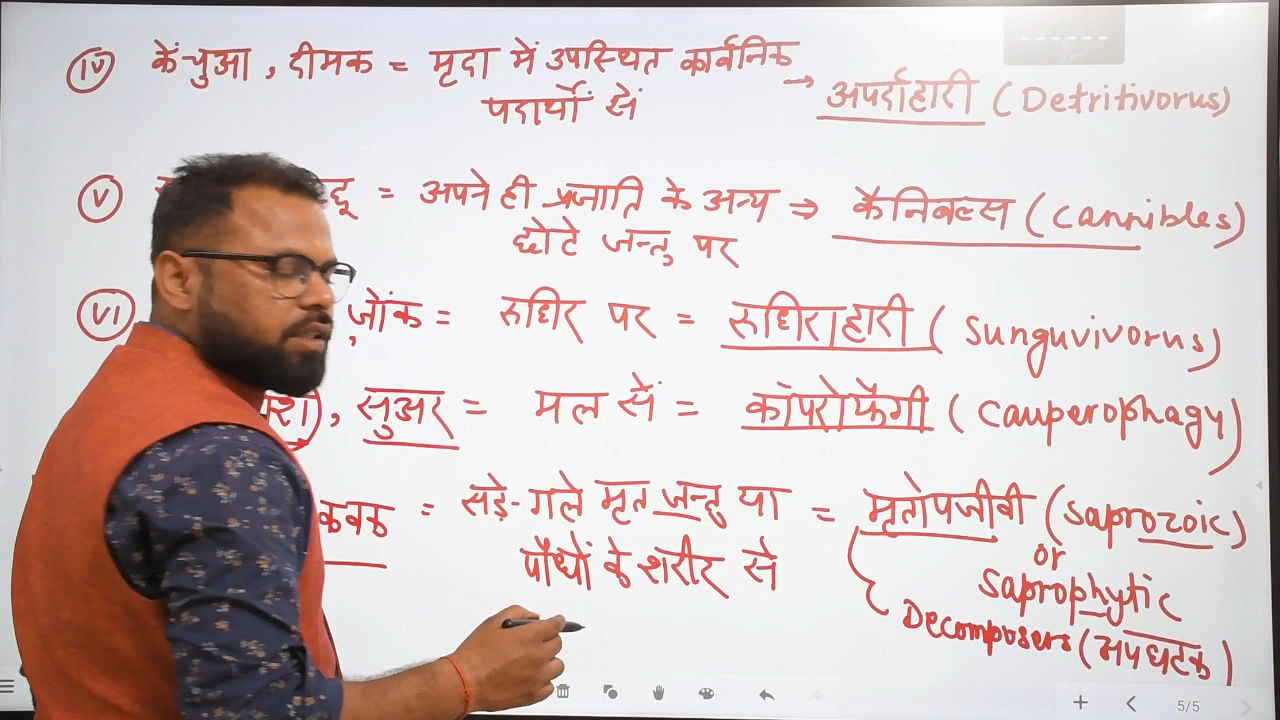 iv केंचुआ, दीमक = मृदा में उपस्थित कार्बनिक
पदार्थों सें → अपर्दाहारी (Detritivorus)
v = अपने ही प्रजाति के अन्य ⇒ कैनिबल्स (Cannibles)
छोटे जन्तु पर
vi , जोंक = रुधिर पर = रुधिराहारी (Sunguvivorus)
, सुअर = मल सें = कॉपरोफैगी (Cauperophagy)
कवक = सड़े-गले मृत जन्तु या = मृतोपजीवी (Saprozoic)
पौधों के शरीर से or
Saprophytic
Decomposers (अपघटक)
5/5